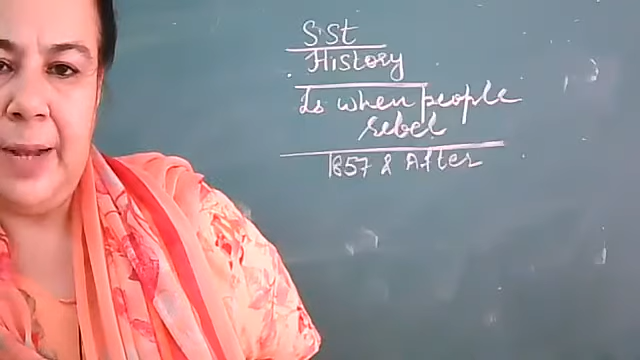 S.St
History
Is when people
rebel
1857 & After